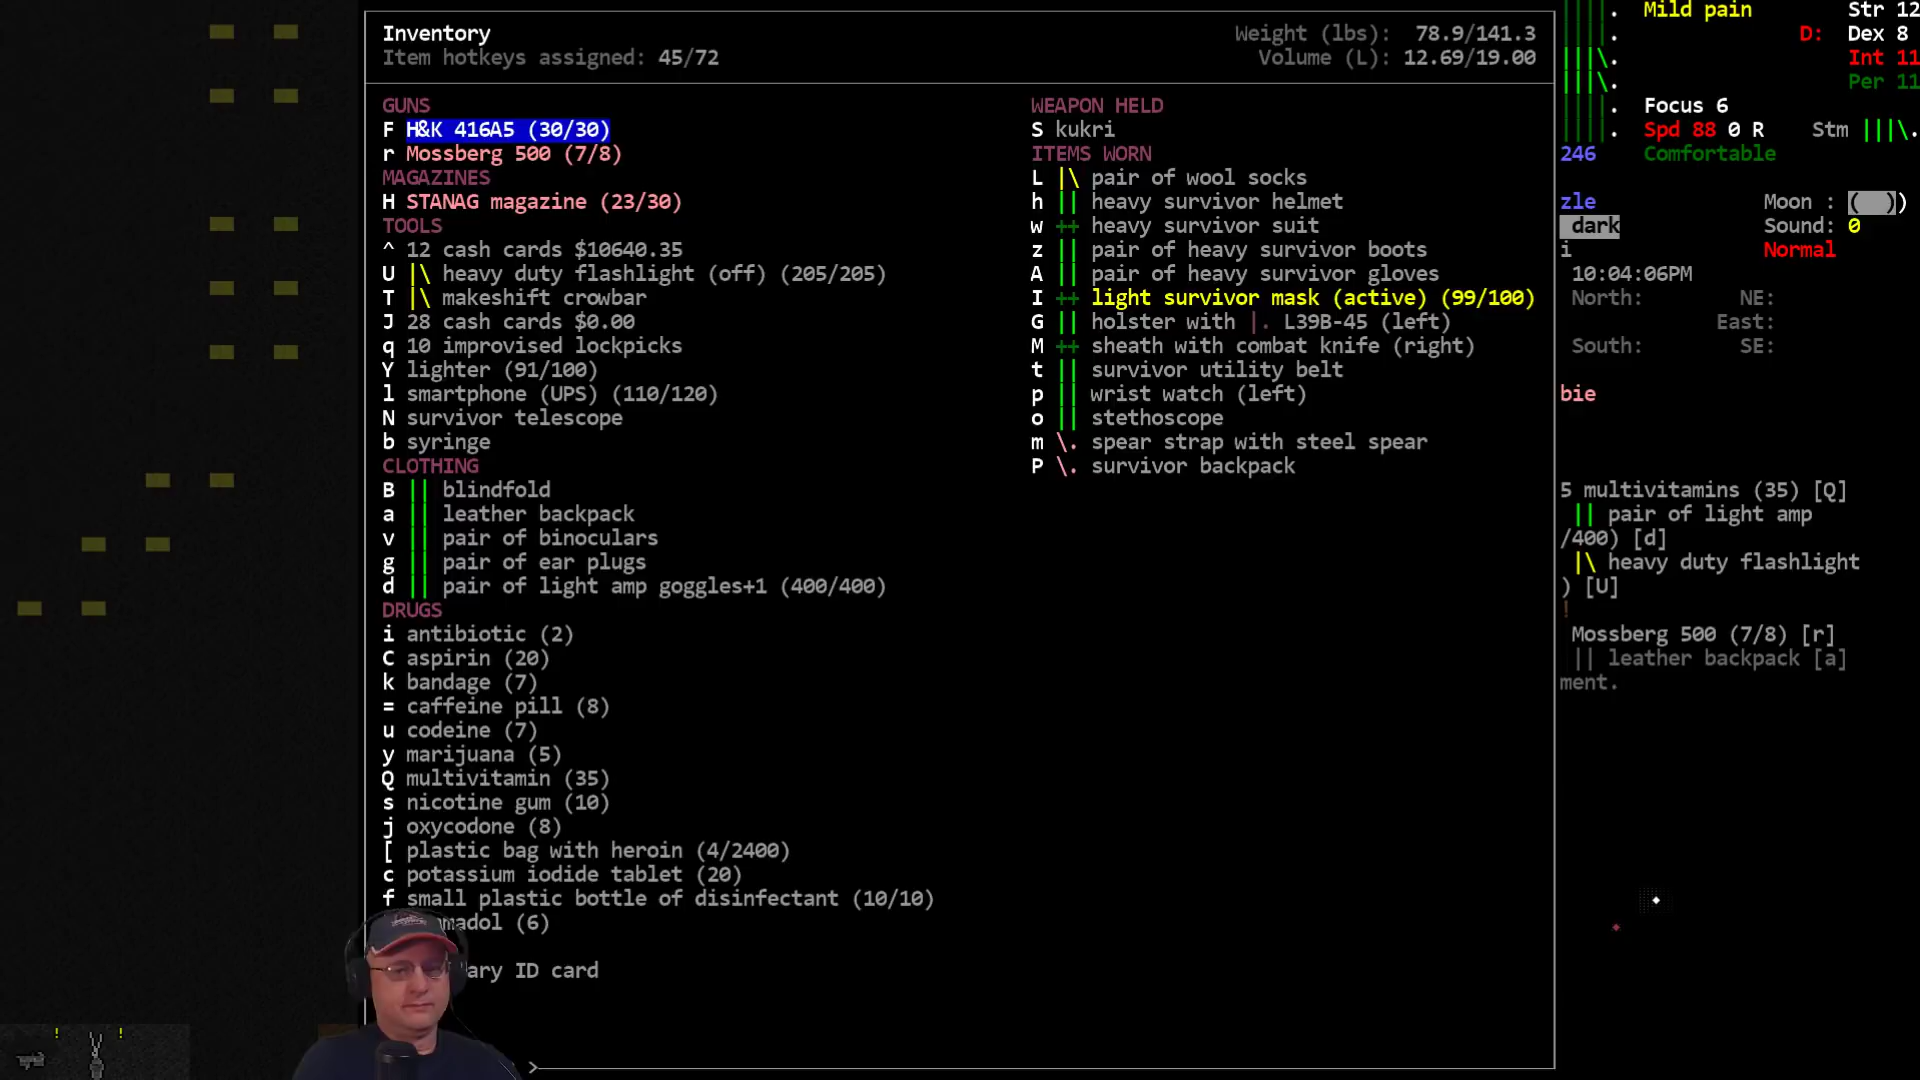 Inventory
Item hotkeys assigned: 45/72
Weight (lbs): 78.9/141.3
Volume (L): 12.69/19.00
GUNS
F H&K 416A5 (30/30)
r Mossberg 500 (7/8)
MAGAZINES
H STANAG magazine (23/30)
TOOLS
^ 12 cash cards $10640.35
U |\ heavy duty flashlight (off) (205/205)
T |\ makeshift crowbar
J 28 cash cards $0.00
q 10 improvised lockpicks
Y lighter (91/100)
l smartphone (UPS) (110/120)
N survivor telescope
b syringe
CLOTHING
B || blindfold
a || leather backpack
v || pair of binoculars
g || pair of ear plugs
d || pair of light amp goggles+1 (400/400)
DRUGS
i antibiotic (2)
C aspirin (20)
k bandage (7)
= caffeine pill (8)
u codeine (7)
y marijuana (5)
Q multivitamin (35)
s nicotine gum (10)
j oxycodone (8)
[ plastic bag with heroin (4/2400)
c potassium iodide tablet (20)
f small plastic bottle of disinfectant (10/10)
madol (6)
ary ID card
>
WEAPON HELD
S kukri
ITEMS WORN
L |\ pair of wool socks
h || heavy survivor helmet
w ++ heavy survivor suit
z || pair of heavy survivor boots
A || pair of heavy survivor gloves
I ++ light survivor mask (active) (99/100)
G || holster with |. L39B-45 (left)
M ++ sheath with combat knife (right)
t || survivor utility belt
p || wrist watch (left)
o || stethoscope
m \. spear strap with steel spear
P \. survivor backpack
||||. Mild pain Str 12
||||. D: Dex 8
|||\. Int 11
|||\. Per 11
||||. Focus 6
||||. Spd 88 0 R Stm |||\.
246 Comfortable
zle Moon : ( ))
dark Sound: 0
i Normal
10:04:06PM
North: NE:
East:
South: SE:
bie
5 multivitamins (35) [Q]
|| pair of light amp
/400) [d]
|\ heavy duty flashlight
) [U]
!
Mossberg 500 (7/8) [r]
|| leather backpack [a]
ment.
! !